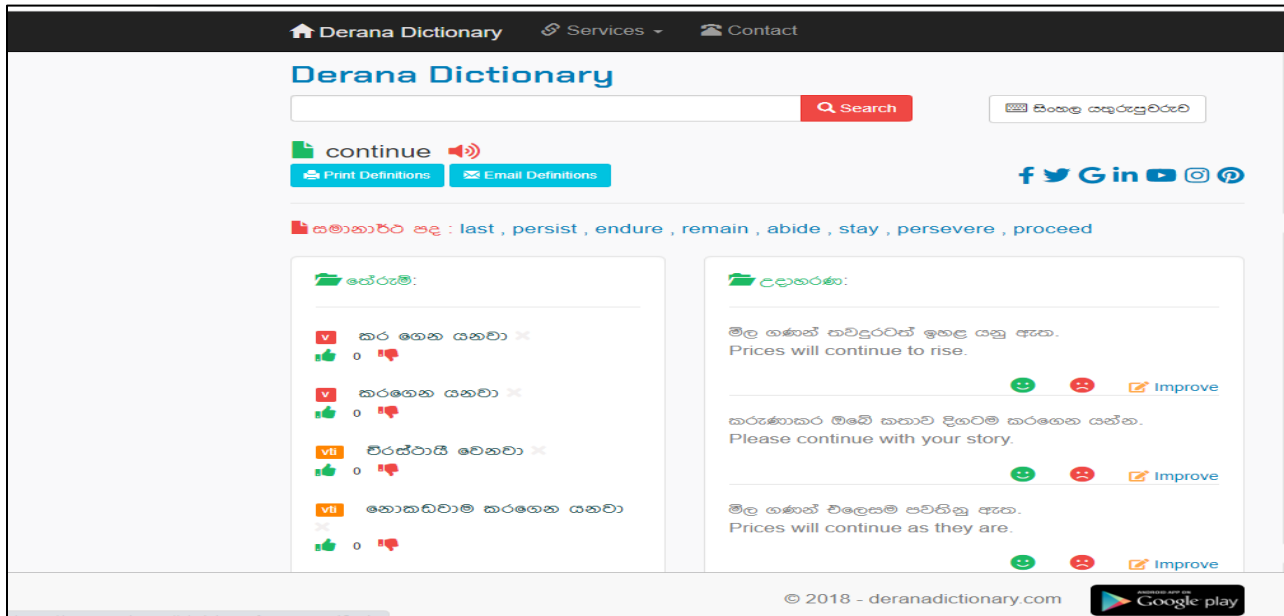 Derana Dictionary Services Contact
Derana Dictionary
Search සිංහල යතුරුපුවරුව
continue
Print Definitions Email Definitions
සමානාර්ථ පද : last , persist , endure , remain , abide , stay , persevere , proceed
තේරුම්:
v කර ගෙන යනවා
0
v කරගෙන යනවා
0
vti චිරස්ථායී වෙනවා
0
vti නොකඩවාම කරගෙන යනවා
0
උදාහරණ:
මිල ගණන් තවදුරටත් ඉහළ යනු ඇත.
Prices will continue to rise.
Improve
කරුණාකර ඔබේ කතාව දිගටම කරගෙන යන්න.
Please continue with your story.
Improve
මිල ගණන් එලෙසම පවතිනු ඇත.
Prices will continue as they are.
Improve
© 2018 - deranadictionary.com
ANDROID APP ON
Google play